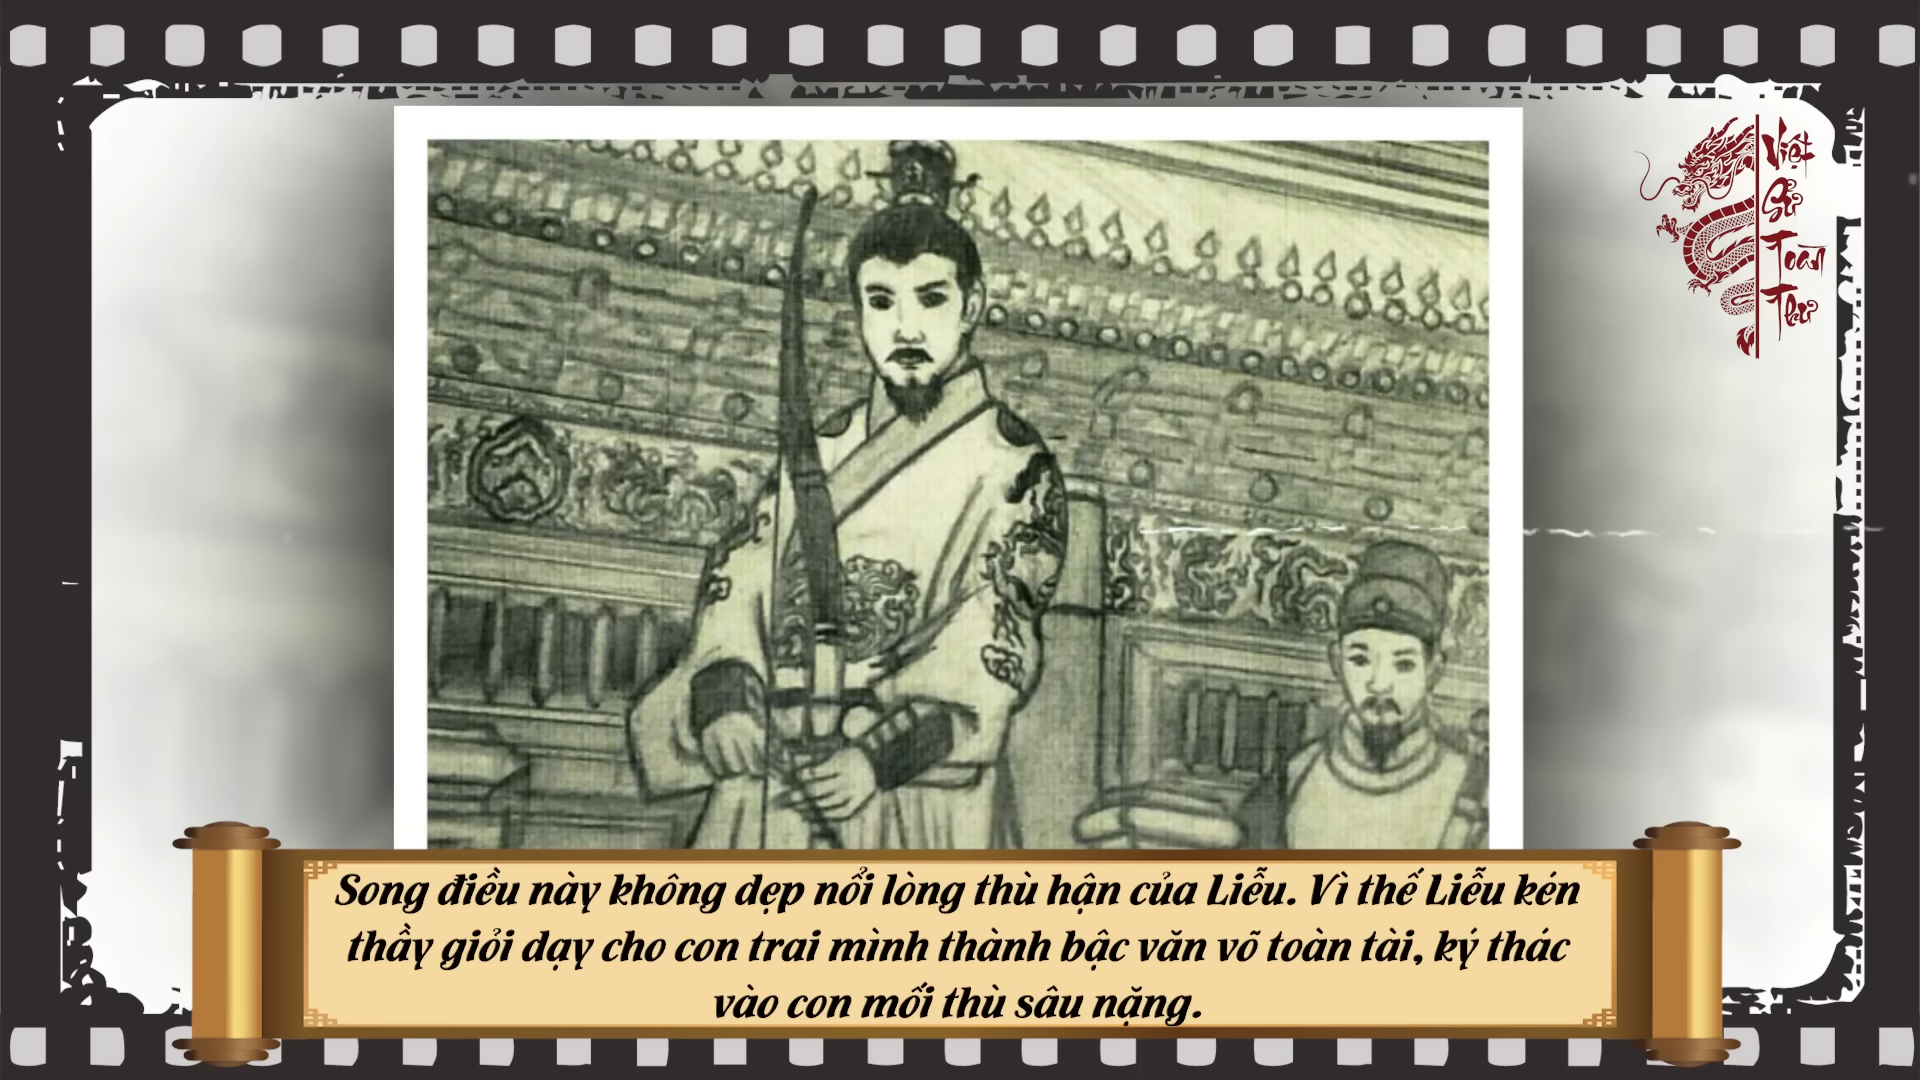 Việt
Sử
Toàn
Thư
Song điều này không dẹp nổi lòng thù hận của Liễu. Vì thế Liễu kén
thầy giỏi dạy cho con trai mình thành bậc văn võ toàn tài, ký thác
vào con mối thù sâu nặng.